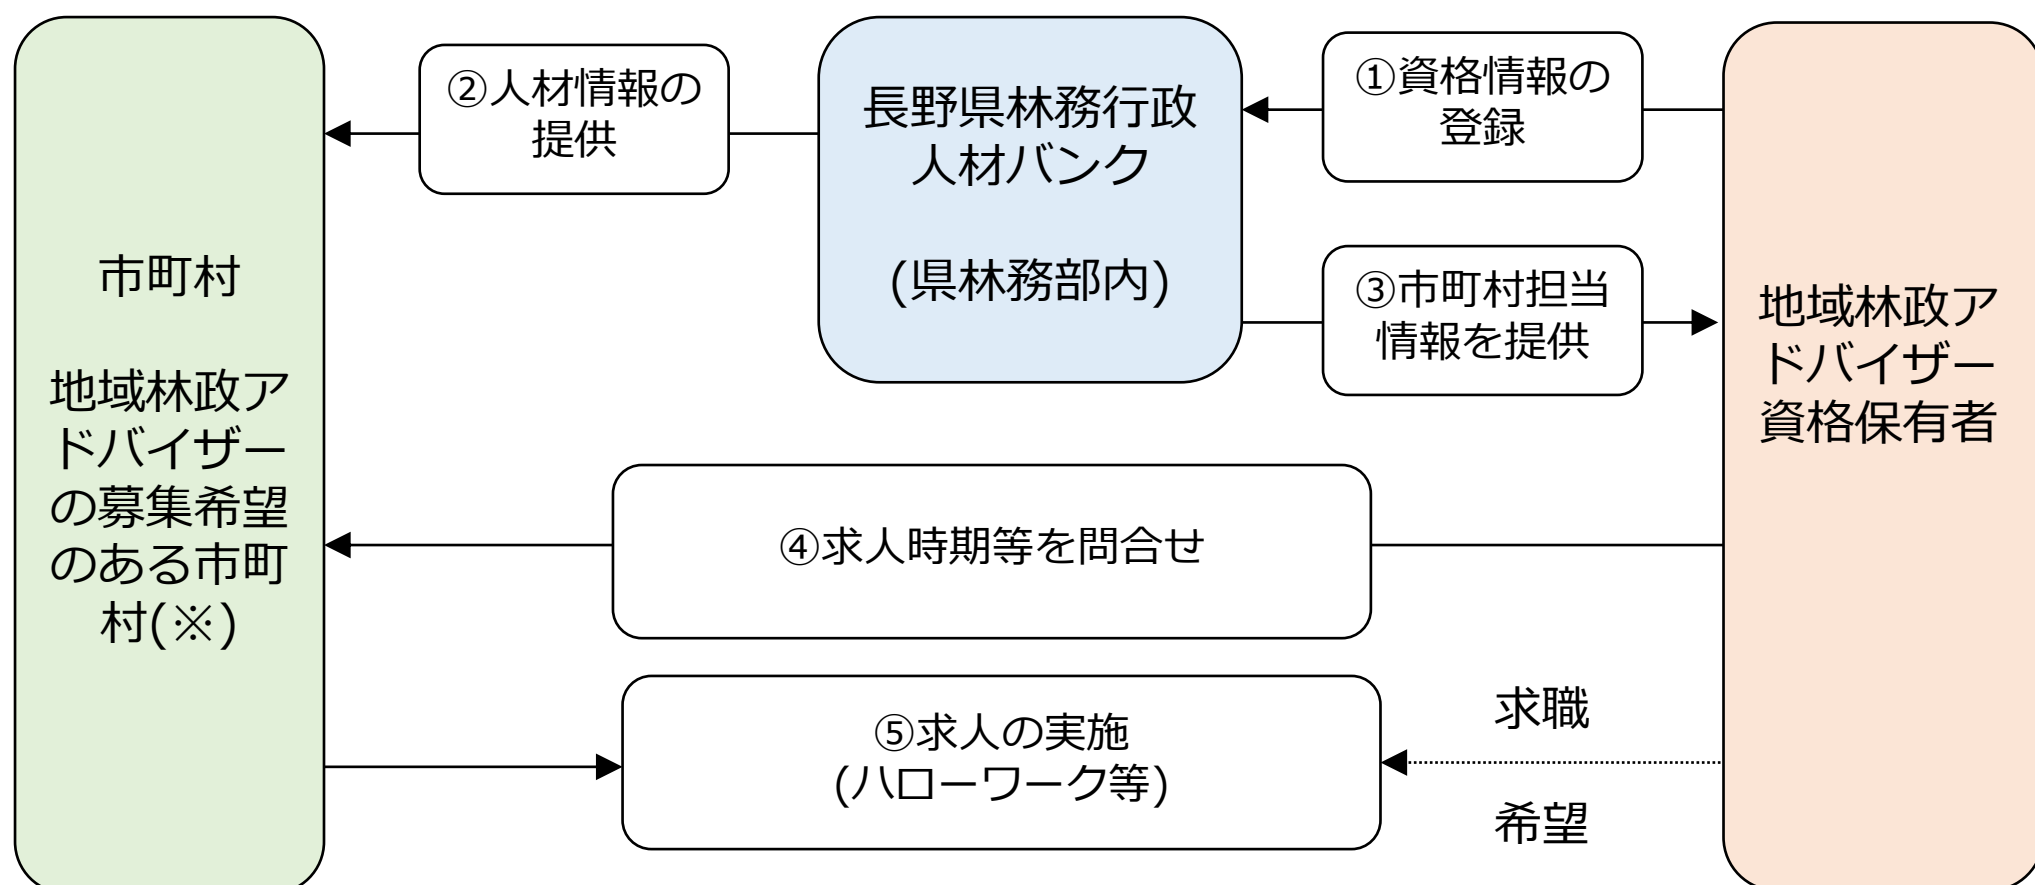 市町村
地域林政ア
ドバイザー
の募集希望
のある市町
村(※)
②人材情報の
提供
長野県林務行政
人材バンク
(県林務部内)
①資格情報の
登録
③市町村担当
情報を提供
地域林政ア
ドバイザー
資格保有者
④求人時期等を問合せ
⑤求人の実施
(ハローワーク等)
求職
希望